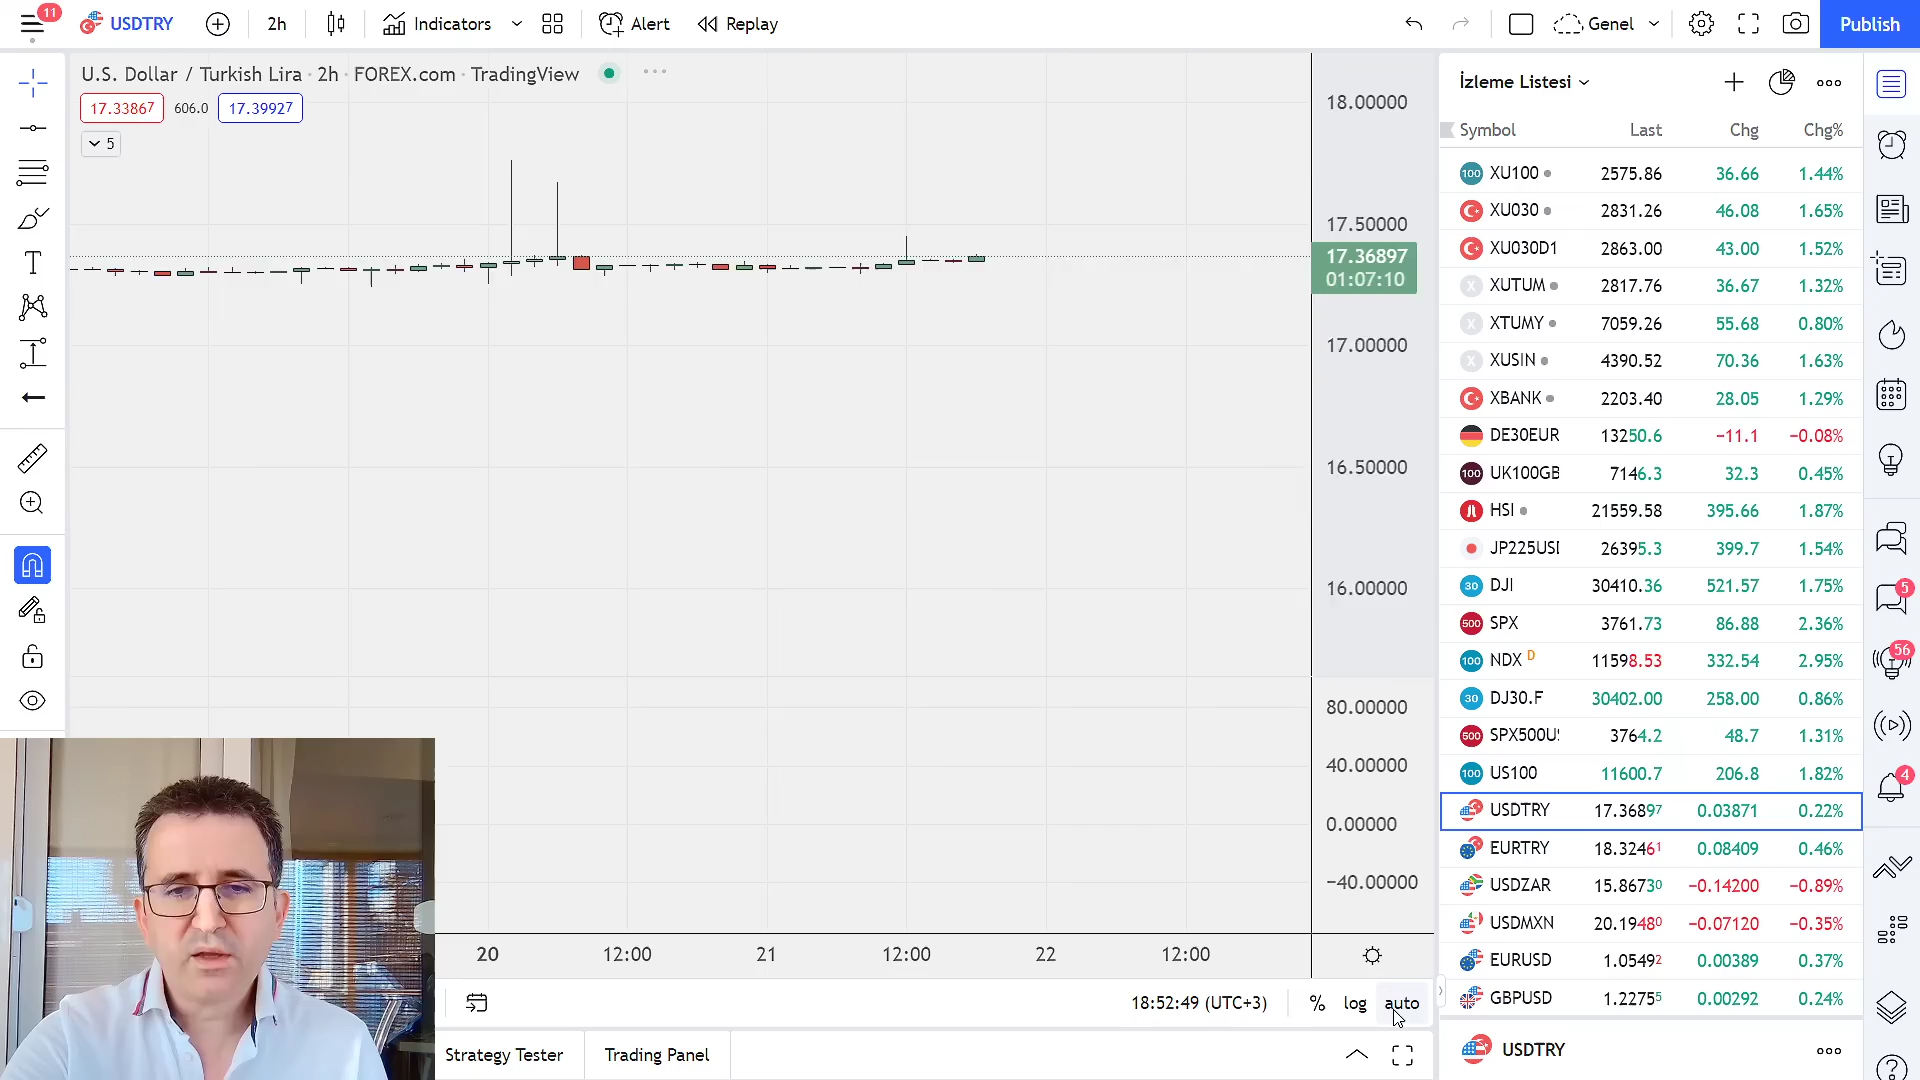 11
USDTRY
2h
Indicators
Alert
Replay
Genel
Publish
U.S. Dollar / Turkish Lira · 2h · FOREX.com · TradingView
17.33867 606.0 17.39927
5
18.00000
17.50000
17.36897
01:07:10
17.00000
16.50000
16.00000
80.00000
40.00000
0.00000
−40.00000
20 12:00 21 12:00 22 12:00
18:52:49 (UTC+3) % log auto
Strategy Tester Trading Panel
İzleme Listesi
Symbol Last Chg Chg%
100 XU100 2575.86 36.66 1.44%
XU030 2831.26 46.08 1.65%
XU030D1 2863.00 43.00 1.52%
X XUTUM 2817.76 36.67 1.32%
X XTUMY 7059.26 55.68 0.80%
X XUSIN 4390.52 70.36 1.63%
XBANK 2203.40 28.05 1.29%
DE30EUR 13250.6 −11.1 −0.08%
100 UK100GB 7146.3 32.3 0.45%
HSI 21559.58 395.66 1.87%
JP225USI 26395.3 399.7 1.54%
30 DJI 30410.36 521.57 1.75%
500 SPX 3761.73 86.88 2.36%
100 NDX D 11598.53 332.54 2.95%
30 DJ30.F 30402.00 258.00 0.86%
500 SPX500U 3764.2 48.7 1.31%
100 US100 11600.7 206.8 1.82%
USDTRY 17.36897 0.03871 0.22%
EURTRY 18.32461 0.08409 0.46%
USDZAR 15.86730 −0.14200 −0.89%
USDMXN 20.19480 −0.07120 −0.35%
EURUSD 1.05492 0.00389 0.37%
GBPUSD 1.22755 0.00292 0.24%
USDTRY
5
56
4